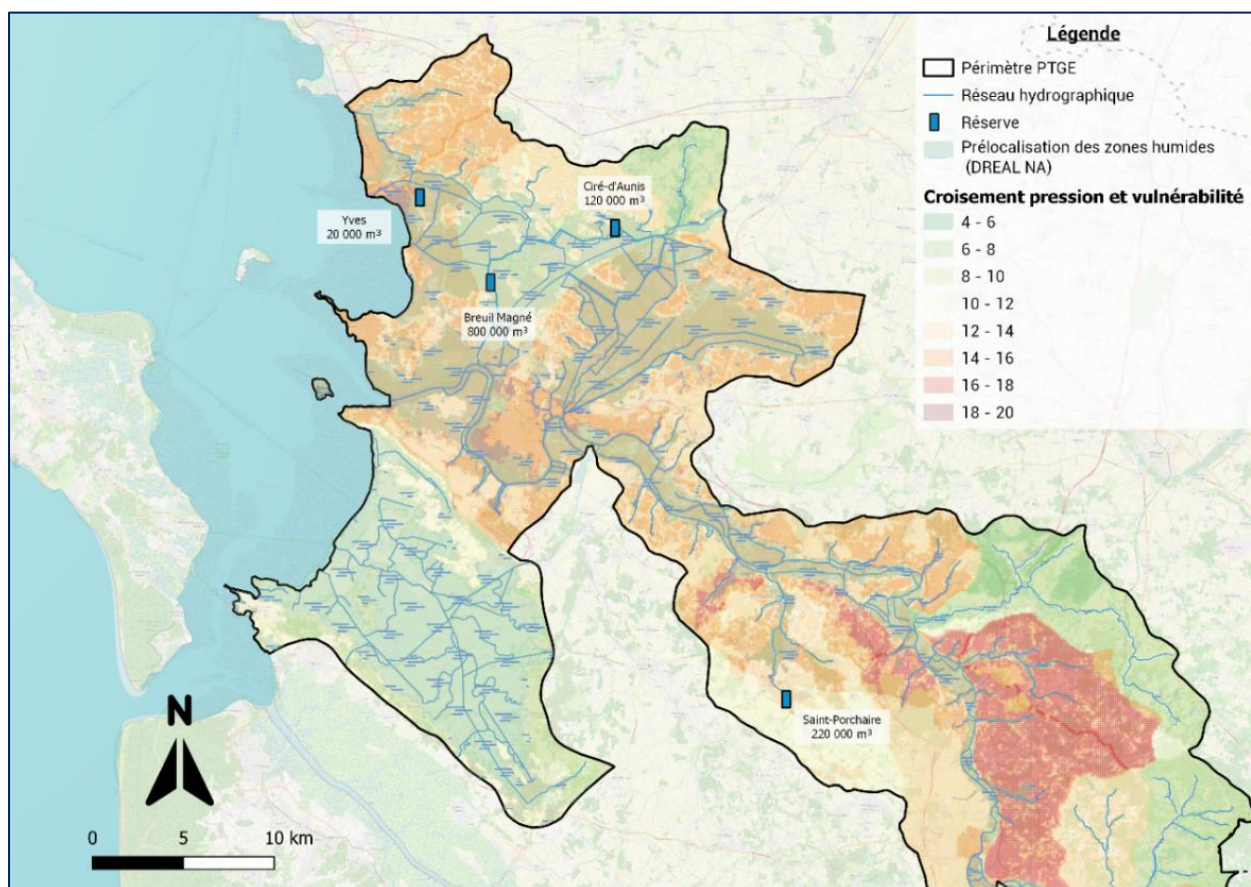 Légende
Périmètre PTGE
Réseau hydrographique
Réserve
Prélocalisation des zones humides
(DREAL NA)
Croisement pression et vulnérabilité
4 - 6
6 - 8
8 - 10
10 - 12
12 - 14
14 - 16
16 - 18
18 - 20
Ciré-d'Aunis
120 000 m³
Yves
20 000 m³
Breuil Magné
800 000 m³
Saint-Porchaire
220 000 m³
N
0 5 10 km